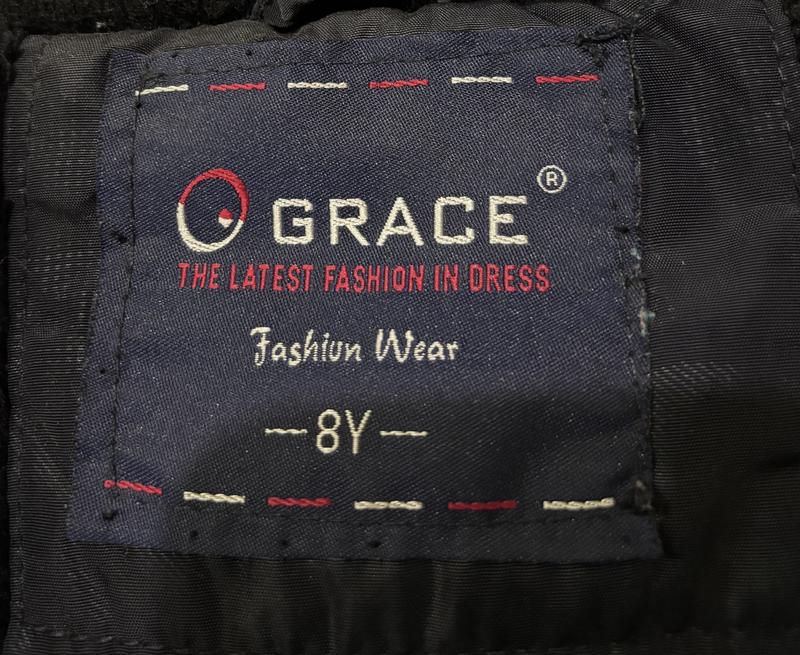 GRACE ®
THE LATEST FASHION IN DRESS
Fashiun Wear
—8Y—